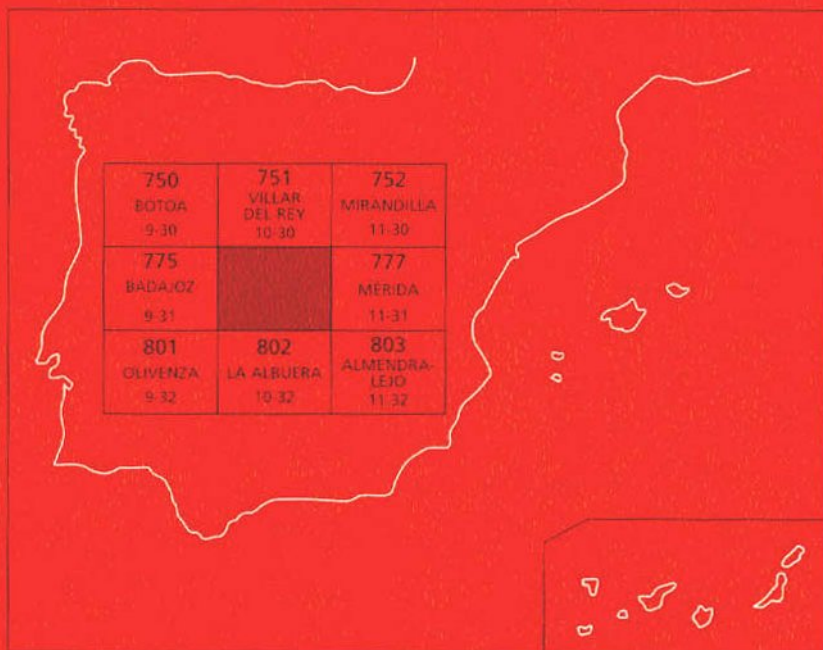 750
BOTOA
9-30
751
VILLAR
DEL REY
10-30
752
MIRANDILLA
11-30
775
BADAJOZ
9-31
777
MÉRIDA
11-31
801
OLIVENZA
9-32
802
LA ALBUERA
10-32
803
ALMENDRA-
LEJO
11-32